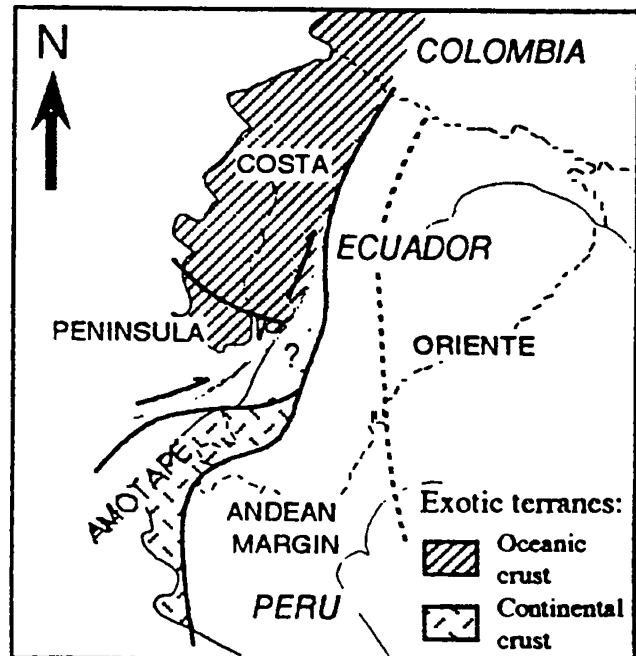 N
COLOMBIA
COSTA
ECUADOR
PENINSULA
ORIENTE
?
AMOTAPE
ANDEAN
MARGIN
PERU
Exotic terranes:
Oceanic
crust
Continental
crust